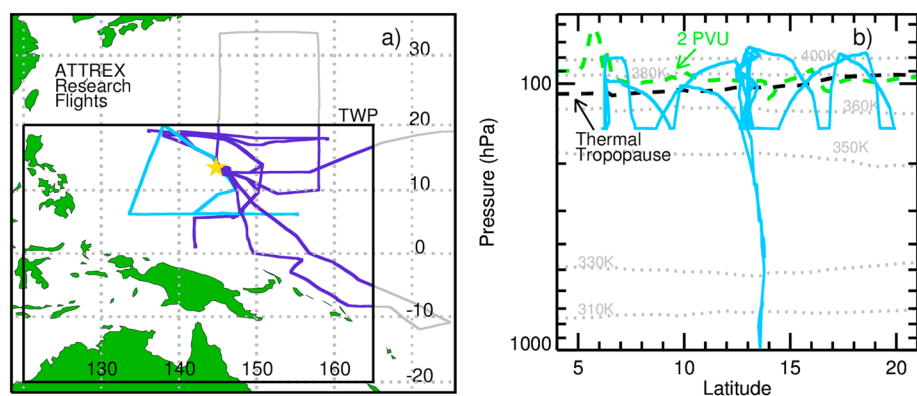 a)
30
ATTREX
Research
Flights
20
TWP
10
0
-10
-20
130
140
150
160
b)
2 PVU
400K
380K
100
360K
Thermal
Tropopause
350K
Pressure (hPa)
330K
310K
1000
5
10
15
20
Latitude